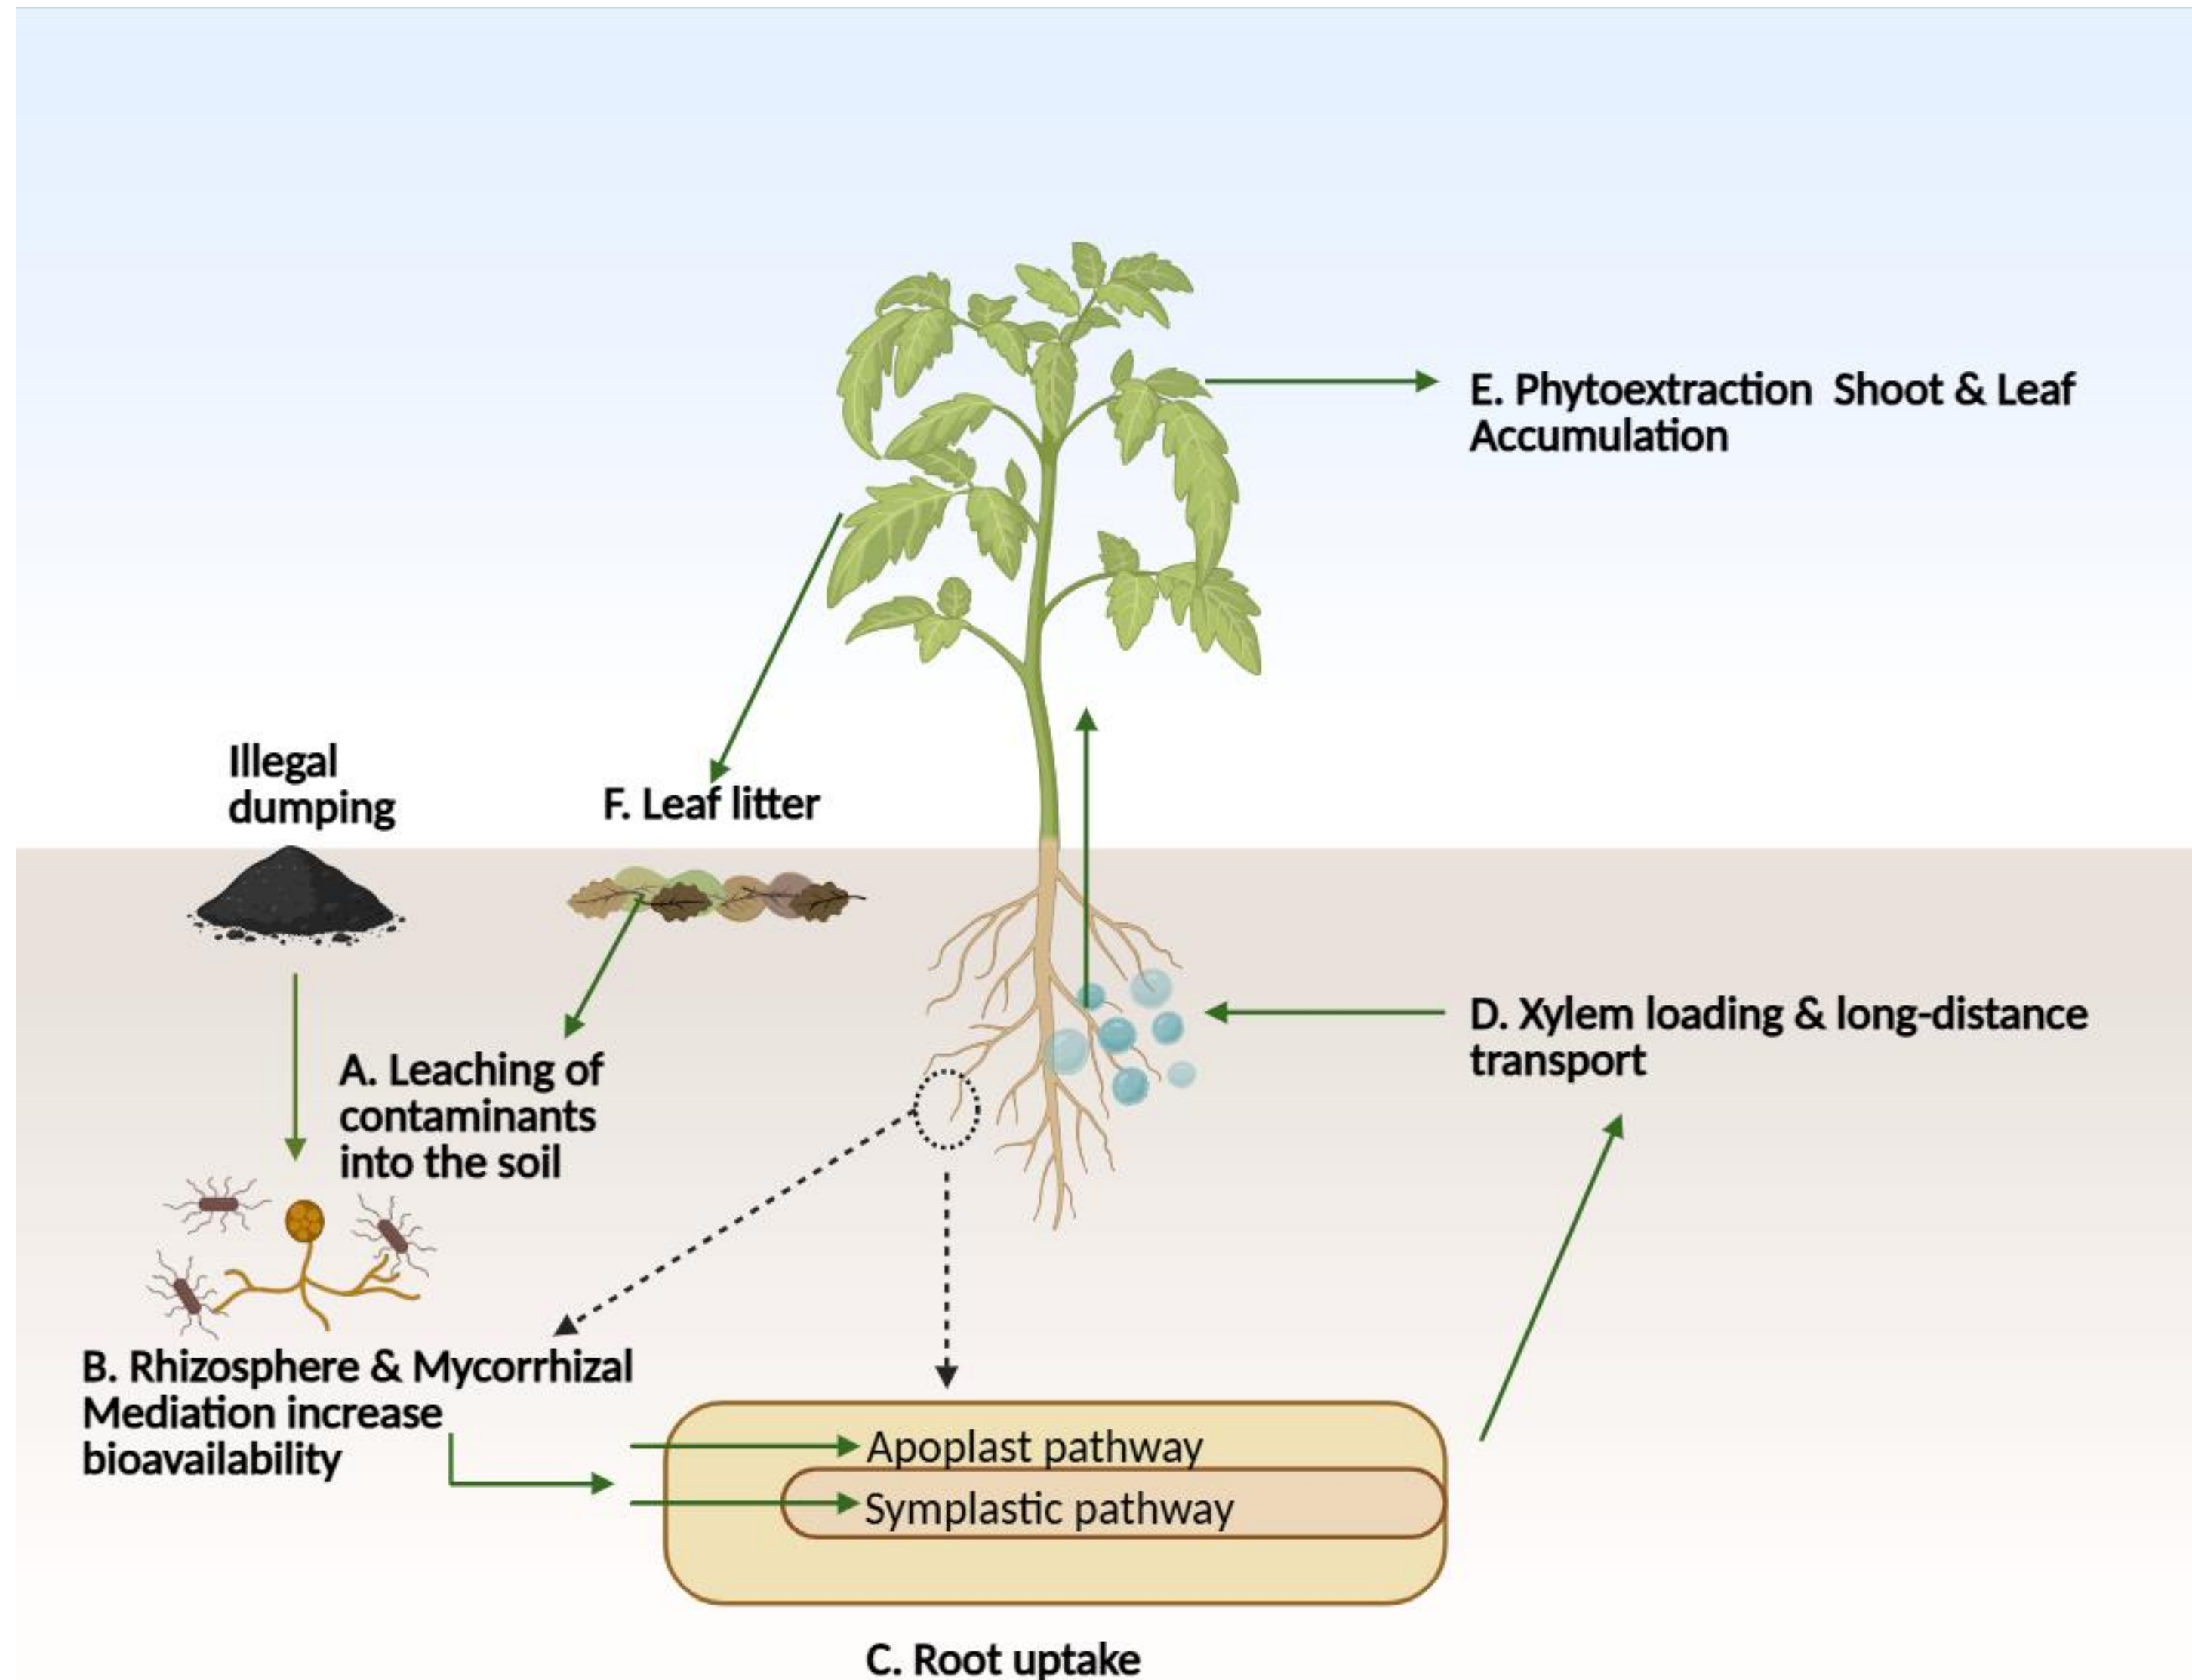 E. Phytoextraction  Shoot & Leaf
Accumulation
Illegal
dumping
F. Leaf litter
D. Xylem loading & long-distance
transport
A. Leaching of
contaminants
into the soil
B. Rhizosphere & Mycorrhizal
Mediation increase
bioavailability
Apoplast pathway
Symplastic pathway
C. Root uptake